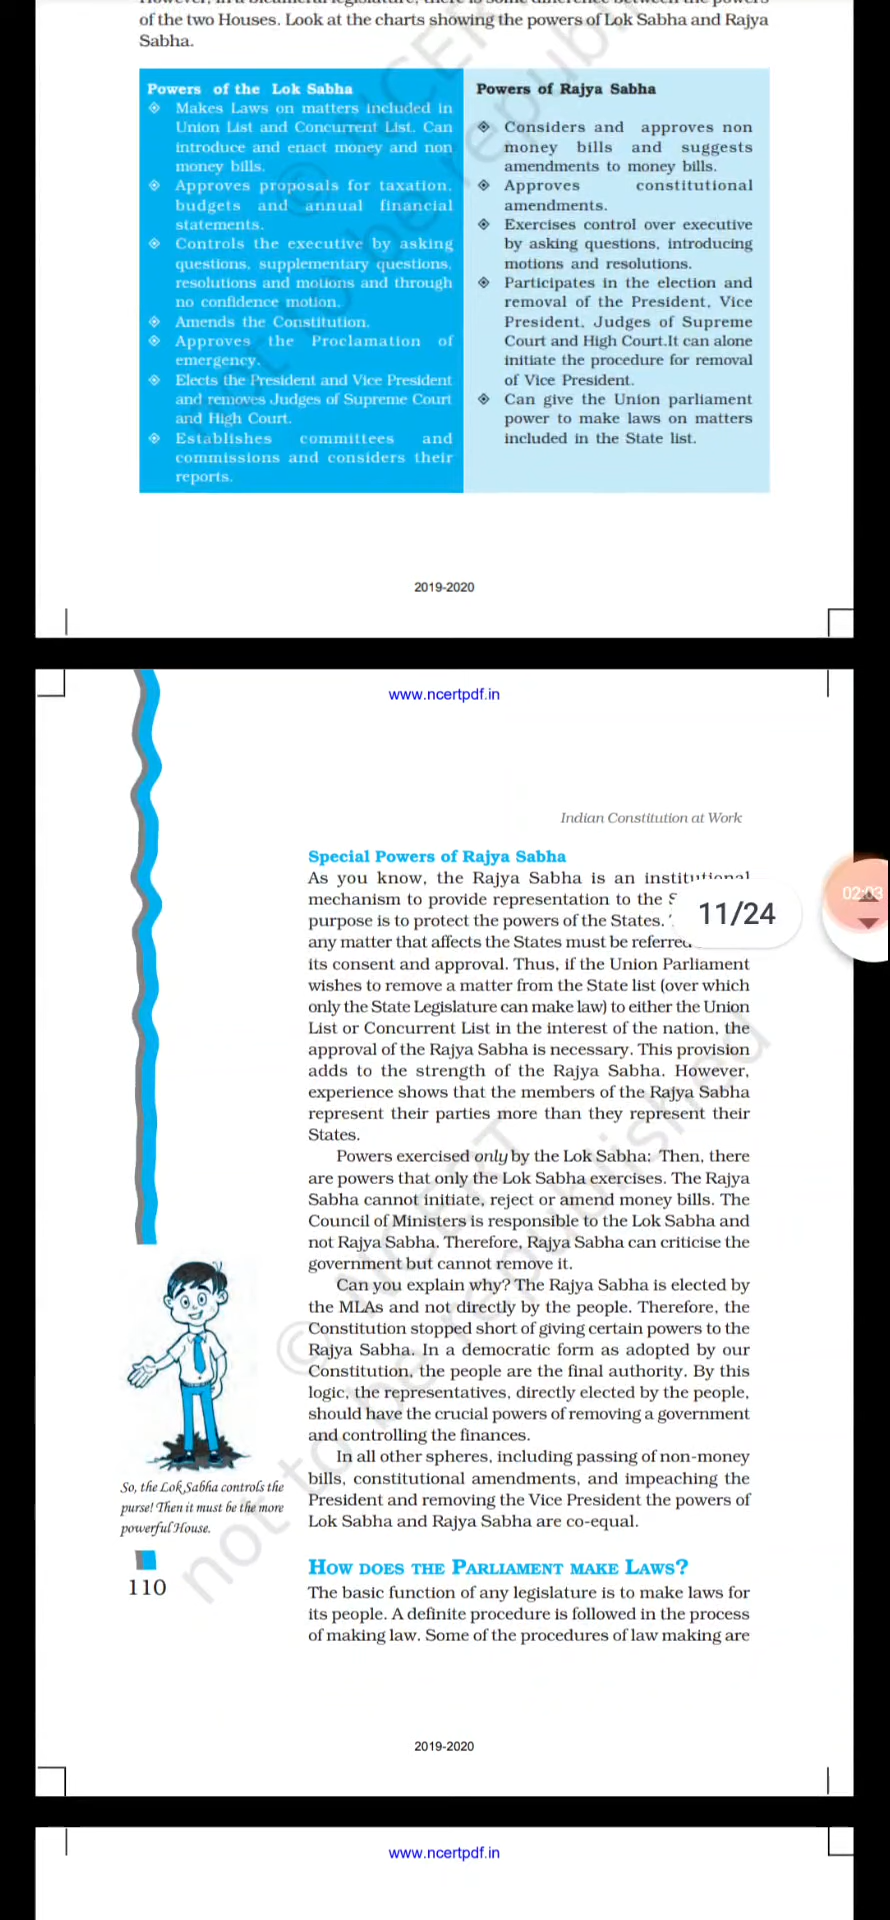 of the two Houses. Look at the charts showing the powers of Lok Sabha and Rajya
Sabha.
Powers of the Lok Sabha
❖ Makes Laws on matters included in
Union List and Concurrent List. Can
introduce and enact money and non
money bills.
❖ Approves proposals for taxation,
budgets and annual financial
statements.
❖ Controls the executive by asking
questions, supplementary questions,
resolutions and motions and through
no confidence motion.
❖ Amends the Constitution.
❖ Approves the Proclamation of
emergency.
❖ Elects the President and Vice President
and removes Judges of Supreme Court
and High Court.
❖ Establishes committees and
commissions and considers their
reports.
Powers of Rajya Sabha
❖ Considers and approves non
money bills and suggests
amendments to money bills.
❖ Approves constitutional
amendments.
❖ Exercises control over executive
by asking questions, introducing
motions and resolutions.
❖ Participates in the election and
removal of the President, Vice
President, Judges of Supreme
Court and High Court.It can alone
initiate the procedure for removal
of Vice President.
❖ Can give the Union parliament
power to make laws on matters
included in the State list.
2019-2020
www.ncertpdf.in
Indian Constitution at Work
Special Powers of Rajya Sabha
As you know, the Rajya Sabha is an institutional
mechanism to provide representation to the
purpose is to protect the powers of the States.
11/24
02:03
any matter that affects the States must be referred
its consent and approval. Thus, if the Union Parliament
wishes to remove a matter from the State list (over which
only the State Legislature can make law) to either the Union
List or Concurrent List in the interest of the nation, the
approval of the Rajya Sabha is necessary. This provision
adds to the strength of the Rajya Sabha. However,
experience shows that the members of the Rajya Sabha
represent their parties more than they represent their
States.
Powers exercised only by the Lok Sabha: Then, there
are powers that only the Lok Sabha exercises. The Rajya
Sabha cannot initiate, reject or amend money bills. The
Council of Ministers is responsible to the Lok Sabha and
not Rajya Sabha. Therefore, Rajya Sabha can criticise the
government but cannot remove it.
Can you explain why? The Rajya Sabha is elected by
the MLAs and not directly by the people. Therefore, the
Constitution stopped short of giving certain powers to the
Rajya Sabha. In a democratic form as adopted by our
Constitution, the people are the final authority. By this
logic, the representatives, directly elected by the people,
should have the crucial powers of removing a government
and controlling the finances.
In all other spheres, including passing of non-money
bills, constitutional amendments, and impeaching the
President and removing the Vice President the powers of
Lok Sabha and Rajya Sabha are co-equal.
So, the Lok Sabha controls the
purse! Then it must be the more
powerful House.
110
HOW DOES THE PARLIAMENT MAKE LAWS?
The basic function of any legislature is to make laws for
its people. A definite procedure is followed in the process
of making law. Some of the procedures of law making are
© NCERT
not to be republished
2019-2020
www.ncertpdf.in